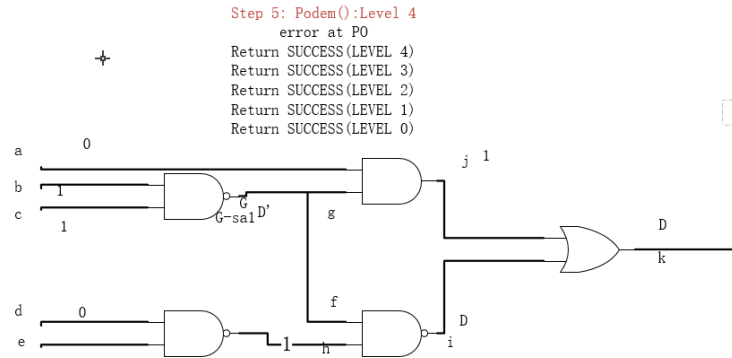 Step 5: Podem():Level 4
error at PO
Return SUCCESS(LEVEL 4)
Return SUCCESS(LEVEL 3)
Return SUCCESS(LEVEL 2)
Return SUCCESS(LEVEL 1)
Return SUCCESS(LEVEL 0)
0
a
j 1
b
1
c
1
G
G-sa1
D'
g
D
k
f
d
0
D
e
1
h
i